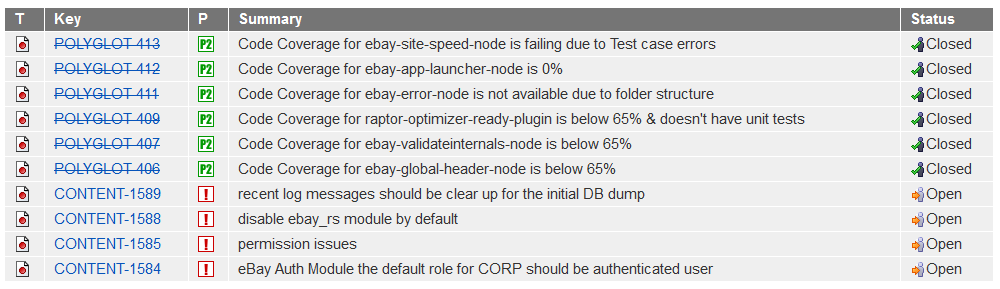 T Key P Summary Status
POLYGLOT-413 P2 Code Coverage for ebay-site-speed-node is failing due to Test case errors Closed
POLYGLOT-412 P2 Code Coverage for ebay-app-launcher-node is 0% Closed
POLYGLOT-411 P2 Code Coverage for ebay-error-node is not available due to folder structure Closed
POLYGLOT-409 P2 Code Coverage for raptor-optimizer-ready-plugin is below 65% & doesn't have unit tests Closed
POLYGLOT-407 P2 Code Coverage for ebay-validateinternals-node is below 65% Closed
POLYGLOT-406 P2 Code Coverage for ebay-global-header-node is below 65% Closed
CONTENT-1589 ! recent log messages should be clear up for the initial DB dump Open
CONTENT-1588 ! disable ebay_rs module by default Open
CONTENT-1585 ! permission issues Open
CONTENT-1584 ! eBay Auth Module the default role for CORP should be authenticated user Open